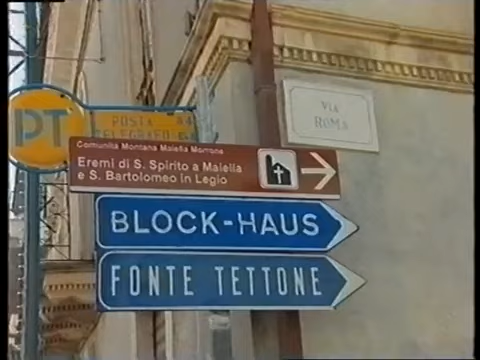 PT
POSTA
TELEGRAFO
VIA
ROMA
Comunità Montana Maiella Morrone
Eremi di S. Spirito a Maiella
e S. Bartolomeo in Legio
BLOCK-HAUS
FONTE TETTONE